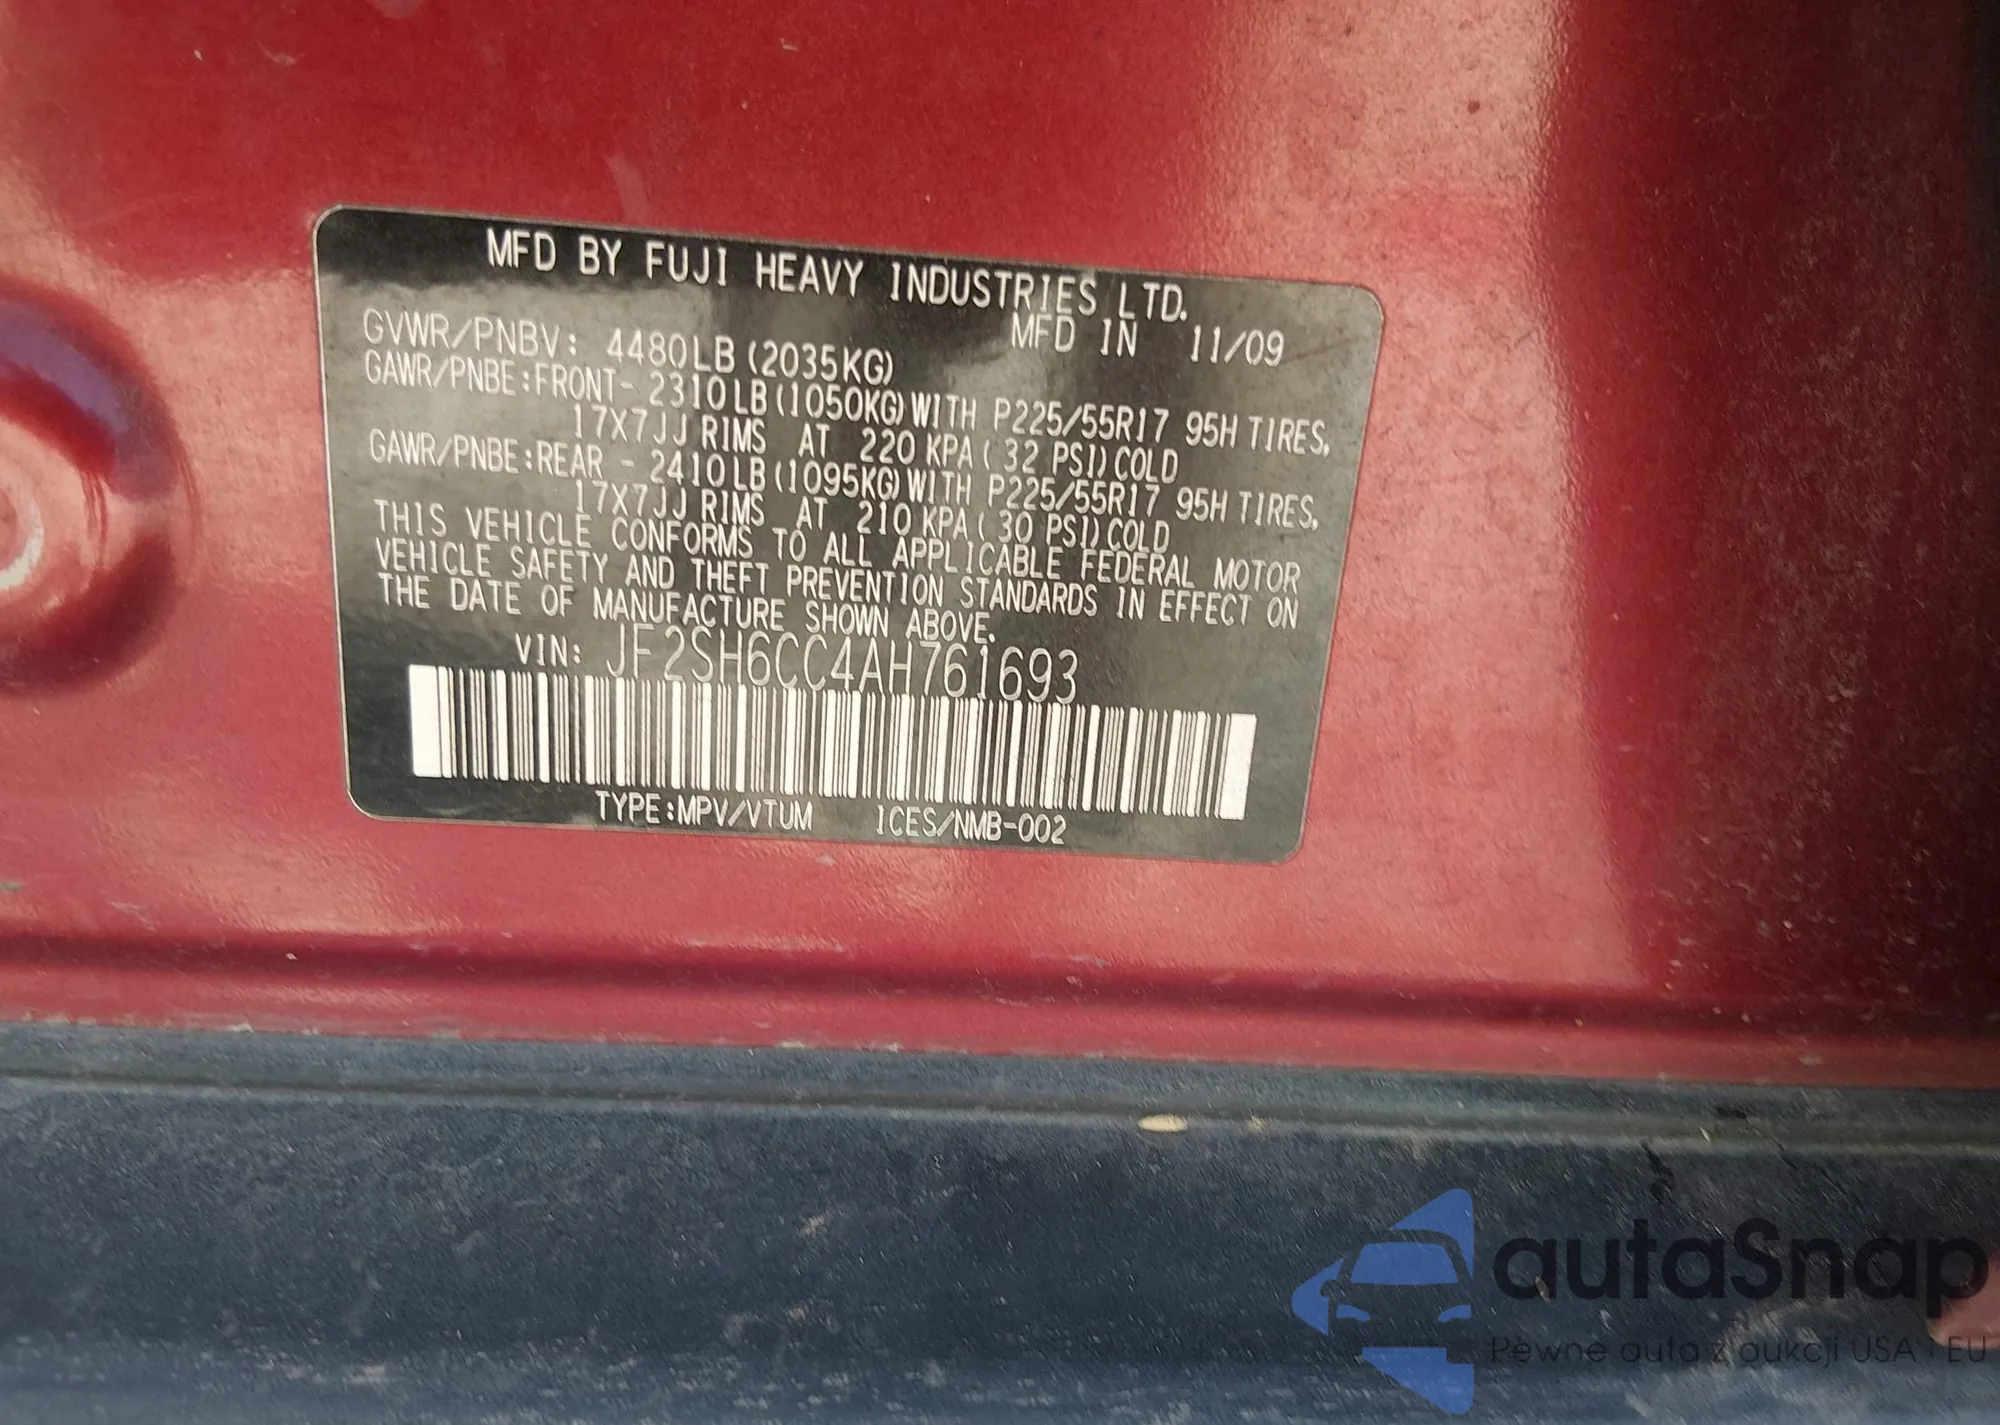 MFD BY FUJI HEAVY INDUSTRIES LTD.
MFD IN 11/09
GVWR/PNBV: 4480LB (2035KG)
GAWR/PNBE:FRONT- 2310LB (1050KG) WITH P225/55R17 95H TIRES,
17X7JJ RIMS AT 220 KPA ( 32 PSI) COLD
GAWR/PNBE:REAR - 2410LB (1095KG) WITH P225/55R17 95H TIRES,
17X7JJ RIMS AT 210 KPA ( 30 PSI) COLD
THIS VEHICLE CONFORMS TO ALL APPLICABLE FEDERAL MOTOR
VEHICLE SAFETY AND THEFT PREVENTION STANDARDS IN EFFECT ON
THE DATE OF MANUFACTURE SHOWN ABOVE.
VIN: JF2SH6CC4AH761693
TYPE:MPV/VTUM ICES/NMB-002
autaSnap
Pewne auta z aukcji USA i EU